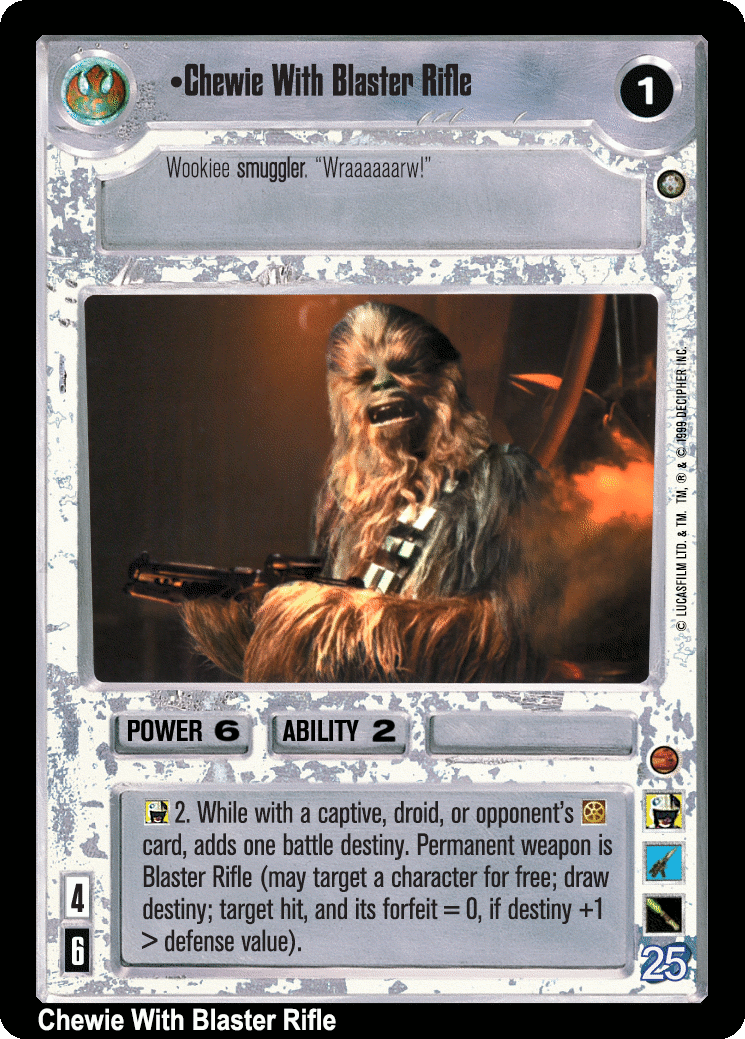 •Chewie With Blaster Rifle
1
Wookiee smuggler. “Wraaaaaarw!”
© LUCASFILM LTD. & TM. TM, ® & © 1999 DECIPHER INC.
POWER 6
ABILITY 2
2. While with a captive, droid, or opponent's
card, adds one battle destiny. Permanent weapon is
Blaster Rifle (may target a character for free; draw
destiny; target hit, and its forfeit = 0, if destiny +1
> defense value).
4
6
25
Chewie With Blaster Rifle